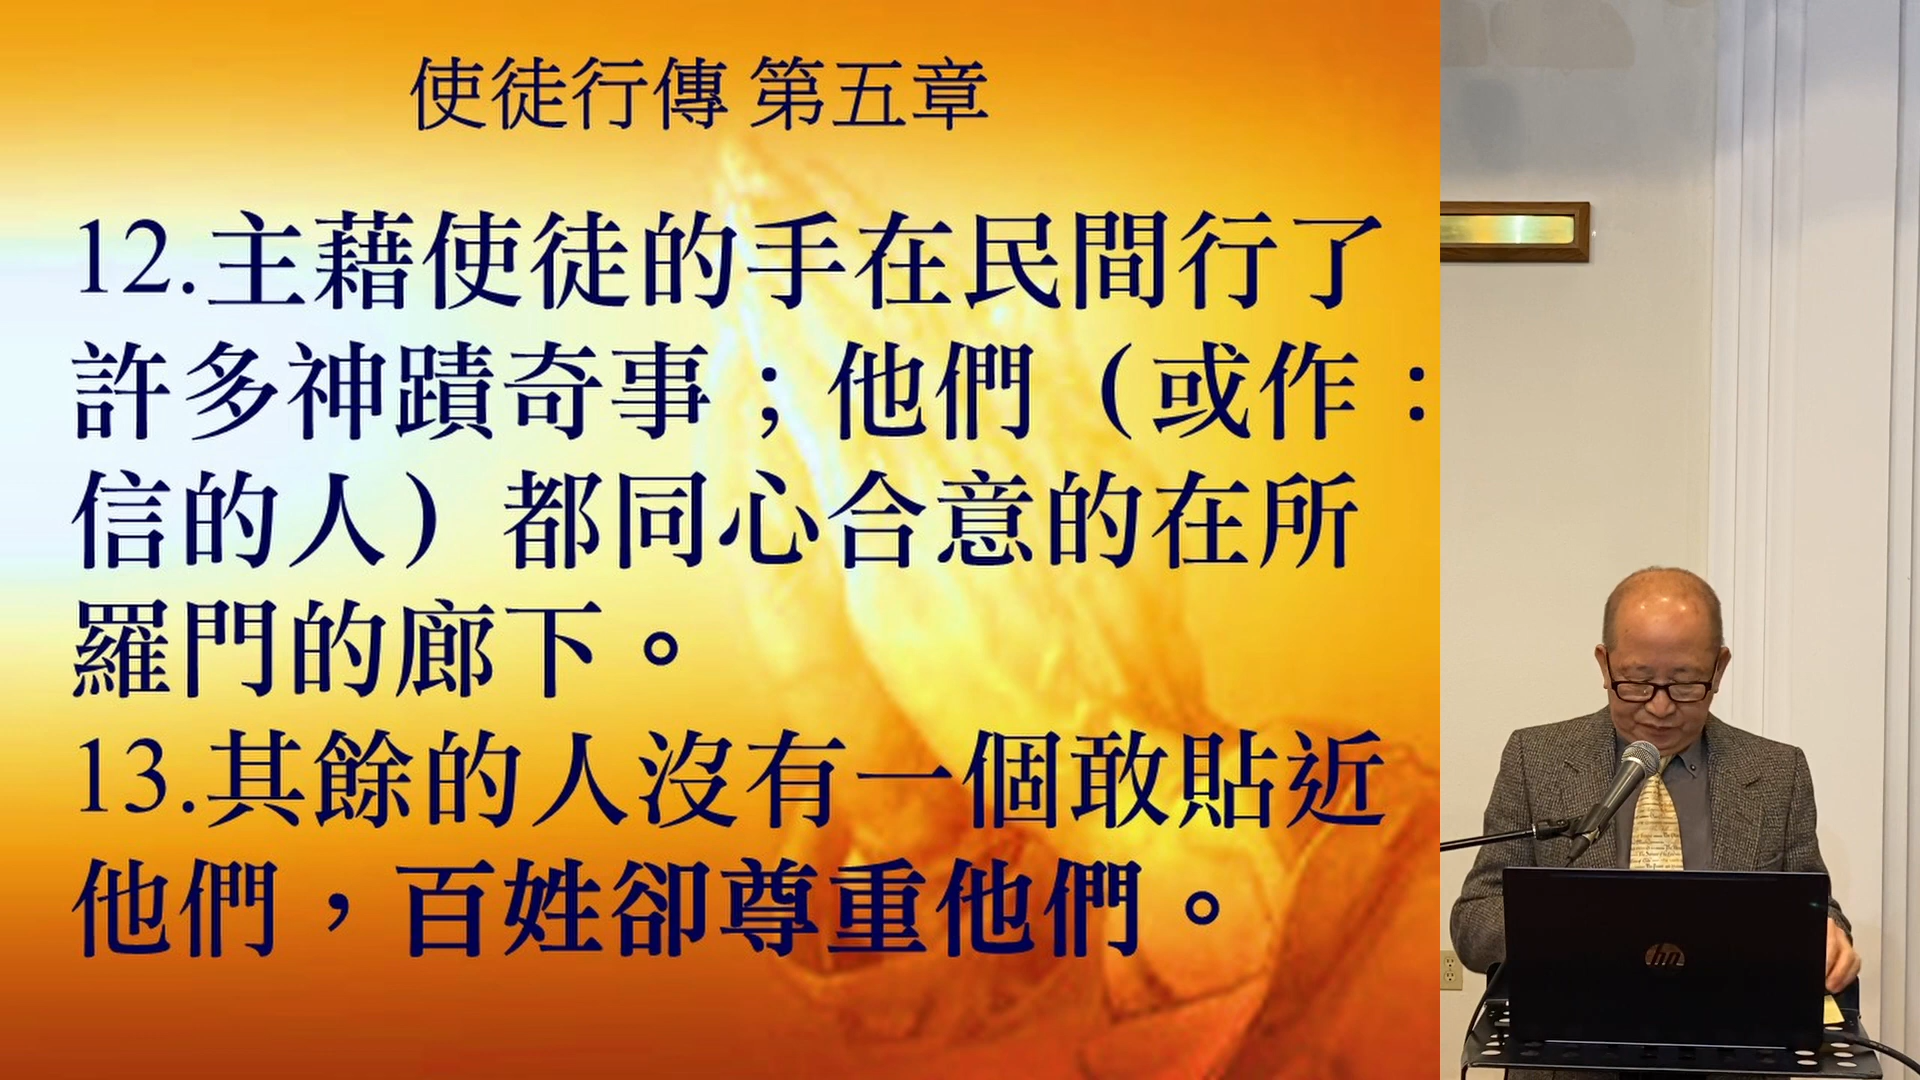 使徒行傳 第五章
12.主藉使徒的手在民間行了
許多神蹟奇事；他們（或作：
信的人）都同心合意的在所
羅門的廊下。
13.其餘的人沒有一個敢貼近
他們，百姓卻尊重他們。
hp